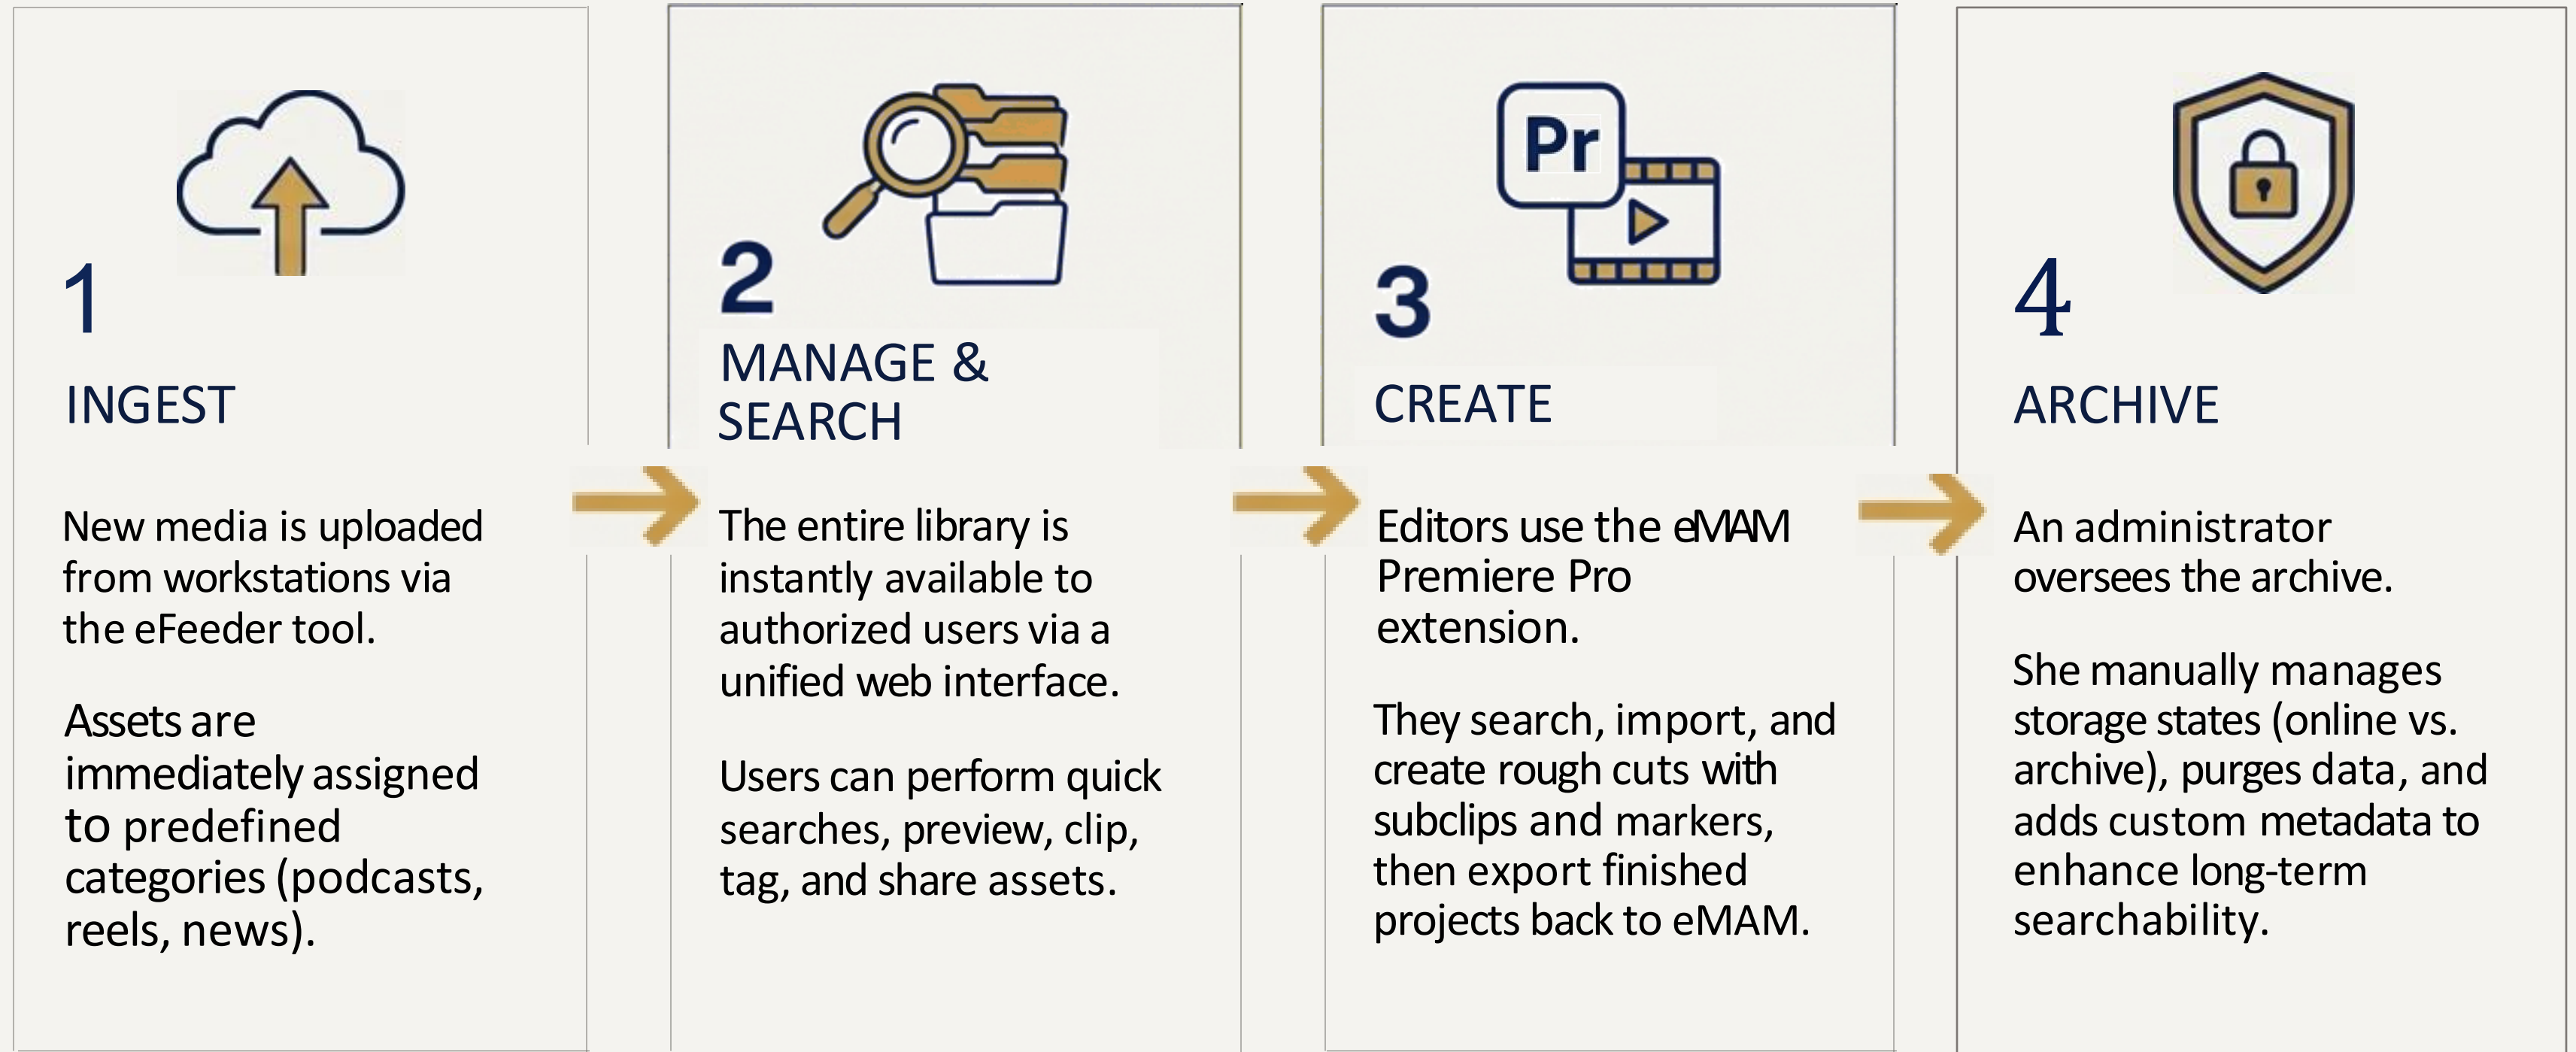 1
INGEST
New media is uploaded
from workstations via
the eFeeder tool.
Assets are
immediately assigned
to predefined
categories (podcasts,
reels, news).
2
MANAGE &
SEARCH
The entire library is
instantly available to
authorized users via a
unified web interface.
Users can perform quick
searches, preview, clip,
tag, and share assets.
Pr
3
CREATE
Editors use the eMAM
Premiere Pro
extension.
They search, import, and
create rough cuts with
subclips and markers,
then export finished
projects back to eMAM.
4
ARCHIVE
An administrator
oversees the archive.
She manually manages
storage states (online vs.
archive), purges data, and
adds custom metadata to
enhance long-term
searchability.